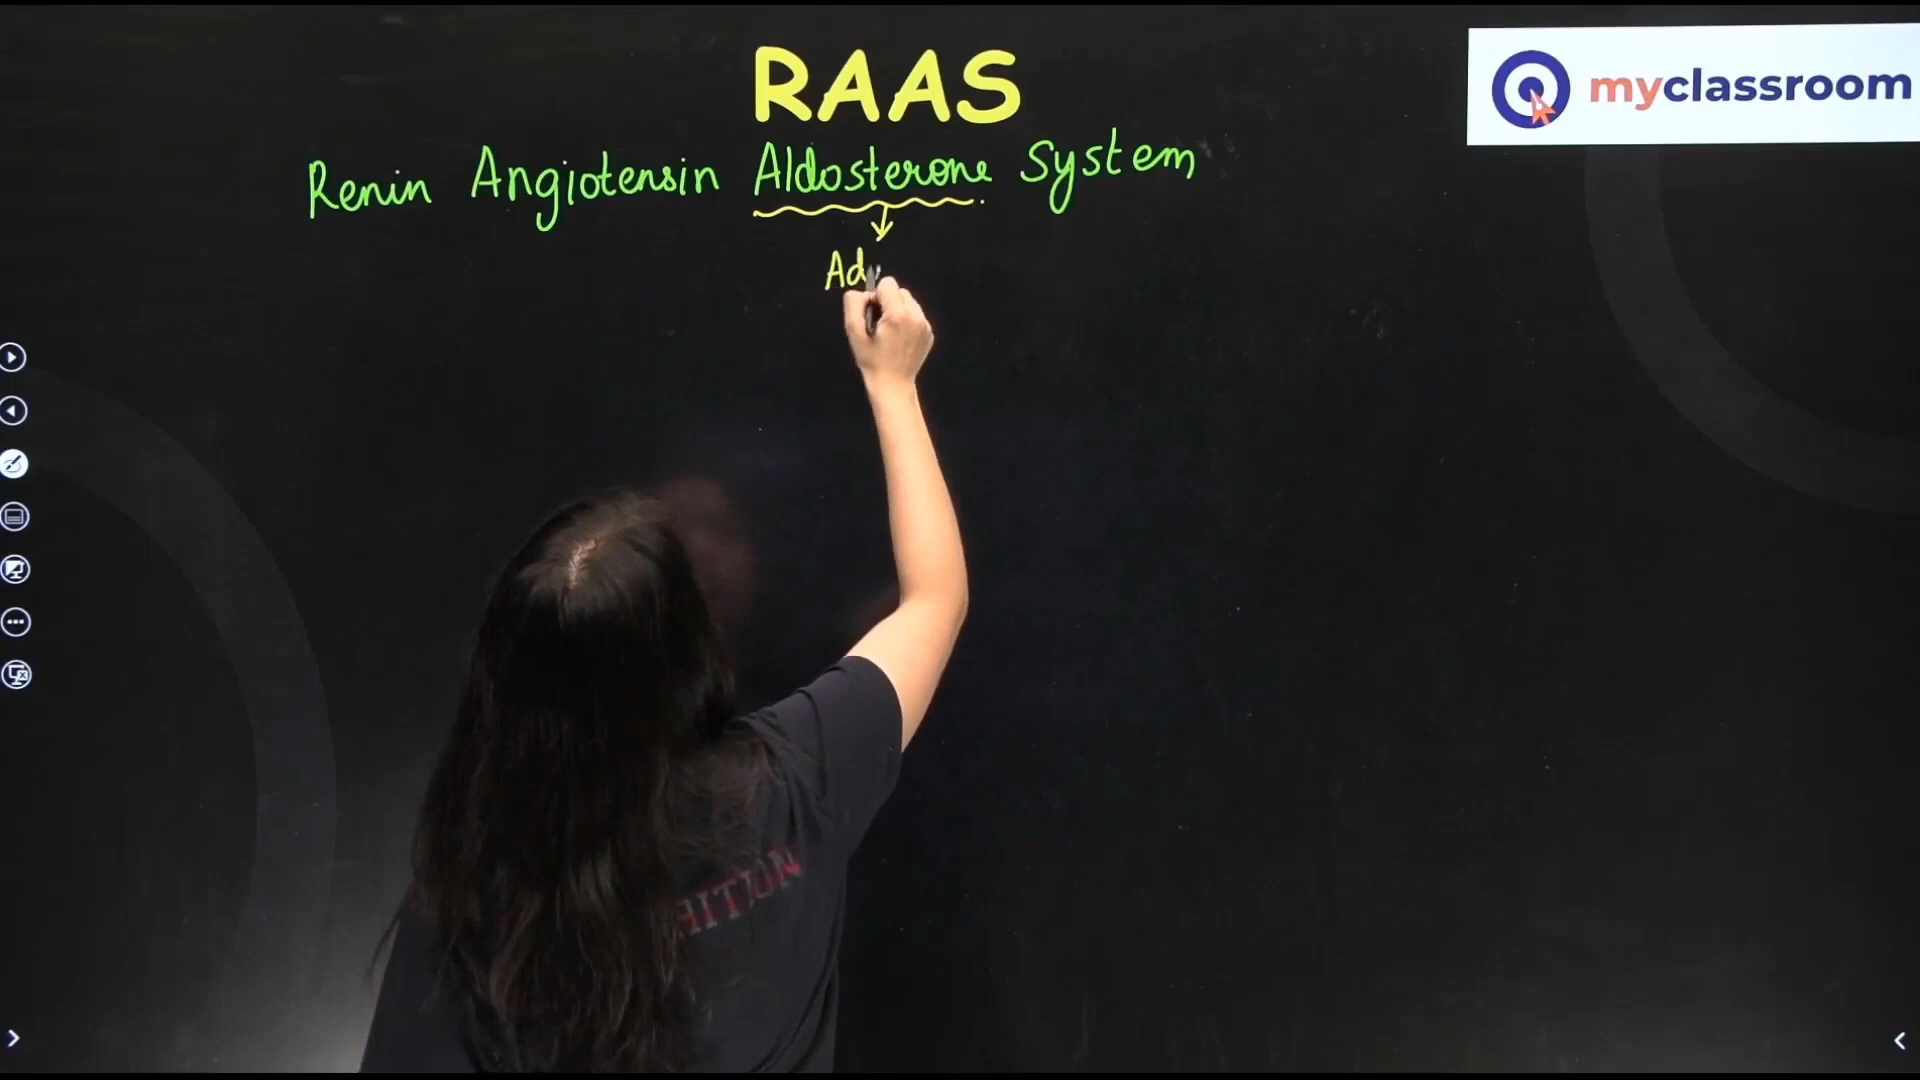 RAAS
myclassroom
Renin Angiotensin Aldosterone System
Ad